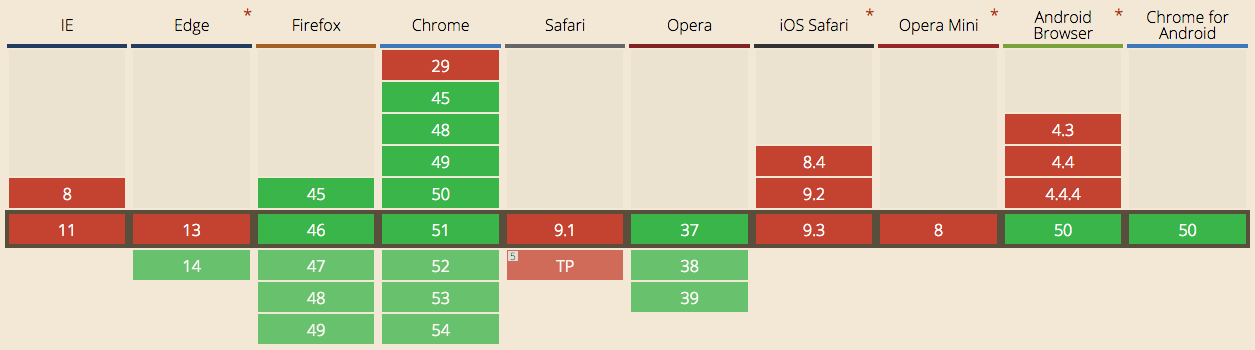 IE Edge * Firefox Chrome Safari Opera iOS Safari * Opera Mini * Android Browser * Chrome for Android
29
45
48 4.3
49 8.4 4.4
8 45 50 9.2 4.4.4
11 13 46 51 9.1 37 9.3 8 50 50
14 47 52 5 TP 38
48 53 39
49 54